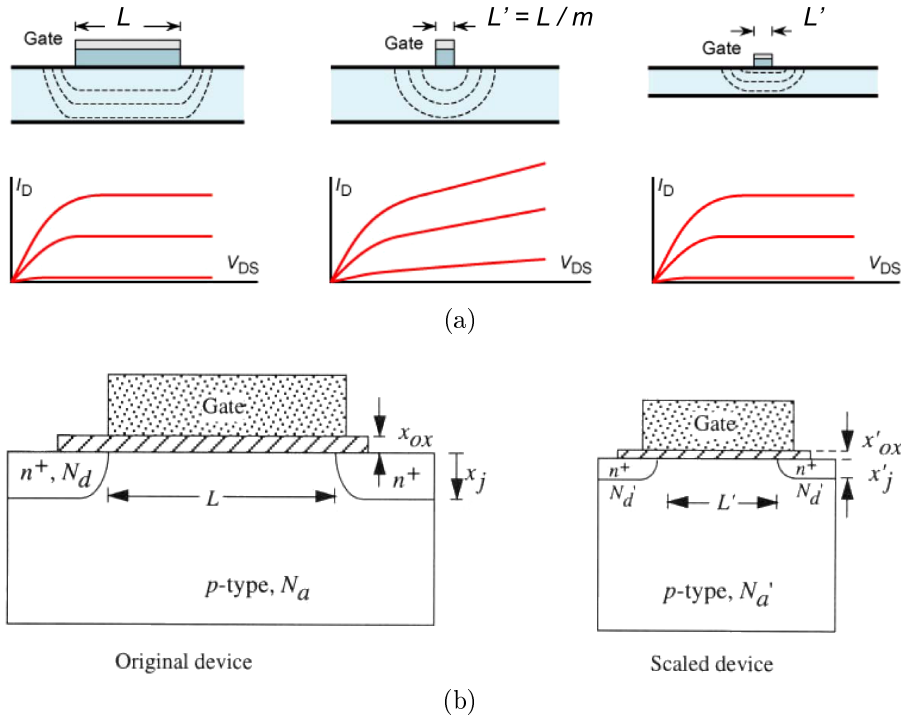 L
L' = L / m
L'
Gate
Gate
Gate
I_D
I_D
I_D
V_DS
V_DS
V_DS
(a)
Gate
x_ox
n+, N_d
n+
x_j
L
p-type, N_a
Original device
Gate
x'_ox
n+
n+
x'_j
N_d'
N_d'
L'
p-type, N_a'
Scaled device
(b)